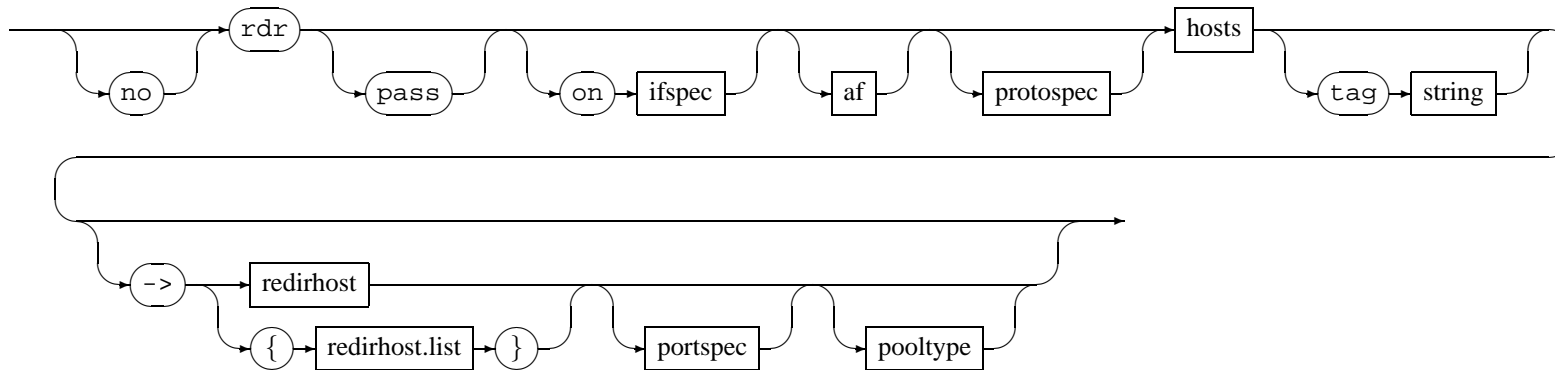 rdr hosts
no pass on ifspec af protospec tag string
-> redirhost
{ redirhost.list } portspec pooltype